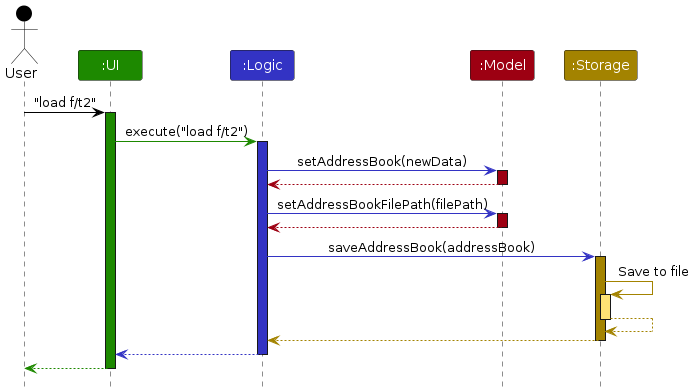 User
:UI
:Logic
:Model
:Storage
"load f/t2"
execute("load f/t2")
setAddressBook(newData)
setAddressBookFilePath(filePath)
saveAddressBook(addressBook)
Save to file